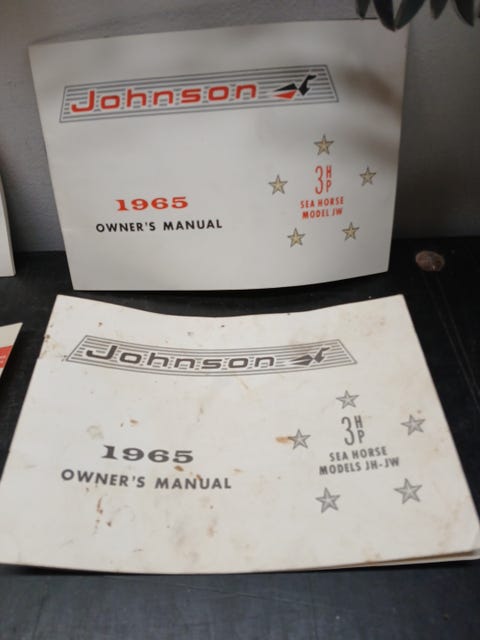 Johnson
3 HP
SEA HORSE
MODEL JW
1965
OWNER'S MANUAL
Johnson
3 HP
SEA HORSE
MODELS JH-JW
1965
OWNER'S MANUAL